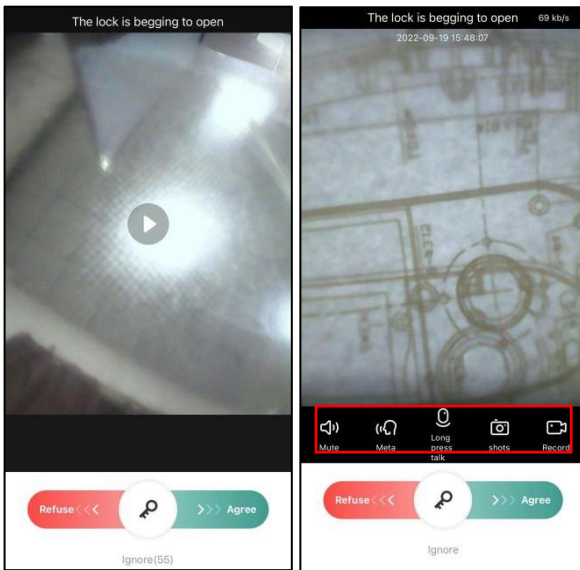 The lock is begging to open
Refuse
Agree
Ignore(55)
The lock is begging to open
69 kb/s
2022-09-19 15:48:07
Mute
Meta
Long
press
talk
shots
Record
Refuse
Agree
Ignore